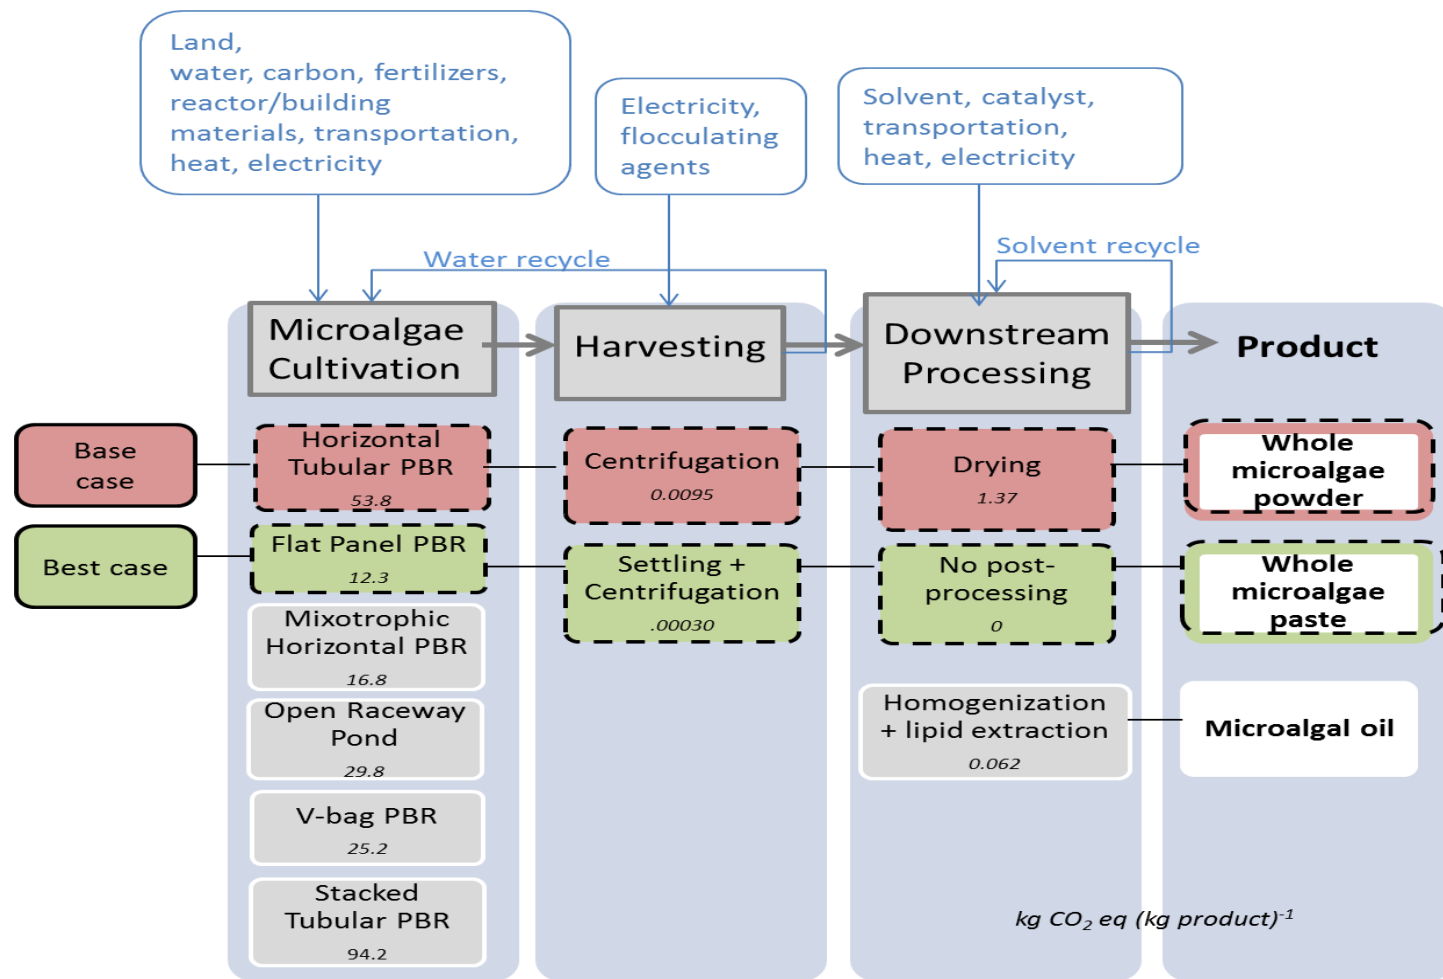 Land,
water, carbon, fertilizers,
reactor/building
materials, transportation,
heat, electricity
Electricity,
flocculating
agents
Solvent, catalyst,
transportation,
heat, electricity
Water recycle
Solvent recycle
Microalgae
Cultivation
Harvesting
Downstream
Processing
Product
Base
case
Horizontal
Tubular PBR
53.8
Centrifugation
0.0095
Drying
1.37
Whole
microalgae
powder
Best case
Flat Panel PBR
12.3
Settling +
Centrifugation
.00030
No post-
processing
0
Whole
microalgae
paste
Mixotrophic
Horizontal PBR
16.8
Open Raceway
Pond
29.8
Homogenization
+ lipid extraction
0.062
Microalgal oil
V-bag PBR
25.2
Stacked
Tubular PBR
94.2
kg CO₂ eq (kg product)⁻¹